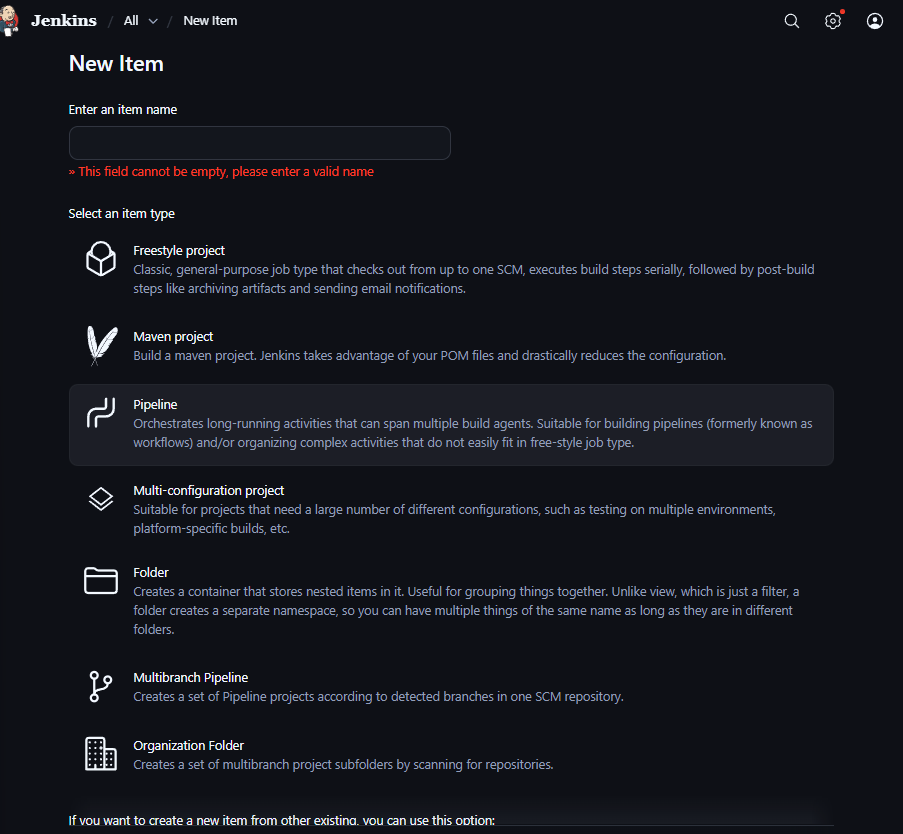 Jenkins / All / New Item
New Item
Enter an item name
» This field cannot be empty, please enter a valid name
Select an item type
Freestyle project
Classic, general-purpose job type that checks out from up to one SCM, executes build steps serially, followed by post-build
steps like archiving artifacts and sending email notifications.
Maven project
Build a maven project. Jenkins takes advantage of your POM files and drastically reduces the configuration.
Pipeline
Orchestrates long-running activities that can span multiple build agents. Suitable for building pipelines (formerly known as
workflows) and/or organizing complex activities that do not easily fit in free-style job type.
Multi-configuration project
Suitable for projects that need a large number of different configurations, such as testing on multiple environments,
platform-specific builds, etc.
Folder
Creates a container that stores nested items in it. Useful for grouping things together. Unlike view, which is just a filter, a
folder creates a separate namespace, so you can have multiple things of the same name as long as they are in different
folders.
Multibranch Pipeline
Creates a set of Pipeline projects according to detected branches in one SCM repository.
Organization Folder
Creates a set of multibranch project subfolders by scanning for repositories.
If you want to create a new item from other existing, you can use this option: